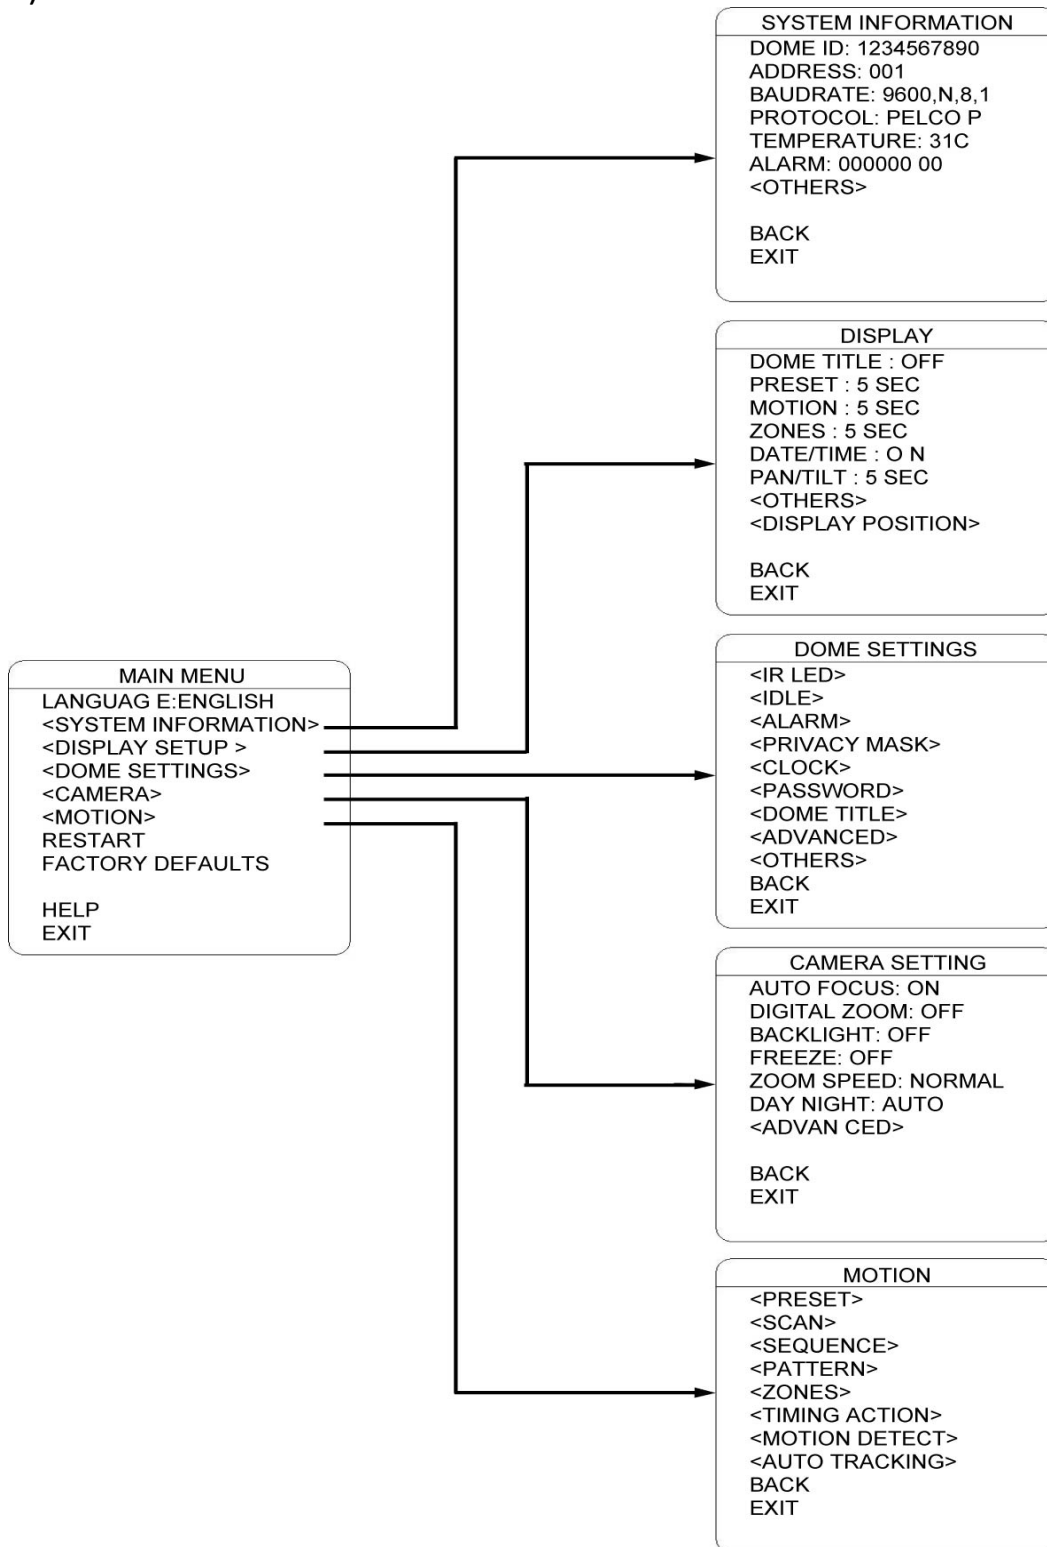 SYSTEM INFORMATION
DOME ID: 1234567890
ADDRESS: 001
BAUDRATE: 9600,N,8,1
PROTOCOL: PELCO P
TEMPERATURE: 31C
ALARM: 000000 00
<OTHERS>
BACK
EXIT
DISPLAY
DOME TITLE : OFF
PRESET : 5 SEC
MOTION : 5 SEC
ZONES : 5 SEC
DATE/TIME : O N
PAN/TILT : 5 SEC
<OTHERS>
<DISPLAY POSITION>
BACK
EXIT
MAIN MENU
LANGUAG E:ENGLISH
<SYSTEM INFORMATION>
<DISPLAY SETUP >
<DOME SETTINGS>
<CAMERA>
<MOTION>
RESTART
FACTORY DEFAULTS
HELP
EXIT
DOME SETTINGS
<IR LED>
<IDLE>
<ALARM>
<PRIVACY MASK>
<CLOCK>
<PASSWORD>
<DOME TITLE>
<ADVANCED>
<OTHERS>
BACK
EXIT
CAMERA SETTING
AUTO FOCUS: ON
DIGITAL ZOOM: OFF
BACKLIGHT: OFF
FREEZE: OFF
ZOOM SPEED: NORMAL
DAY NIGHT: AUTO
<ADVAN CED>
BACK
EXIT
MOTION
<PRESET>
<SCAN>
<SEQUENCE>
<PATTERN>
<ZONES>
<TIMING ACTION>
<MOTION DETECT>
<AUTO TRACKING>
BACK
EXIT